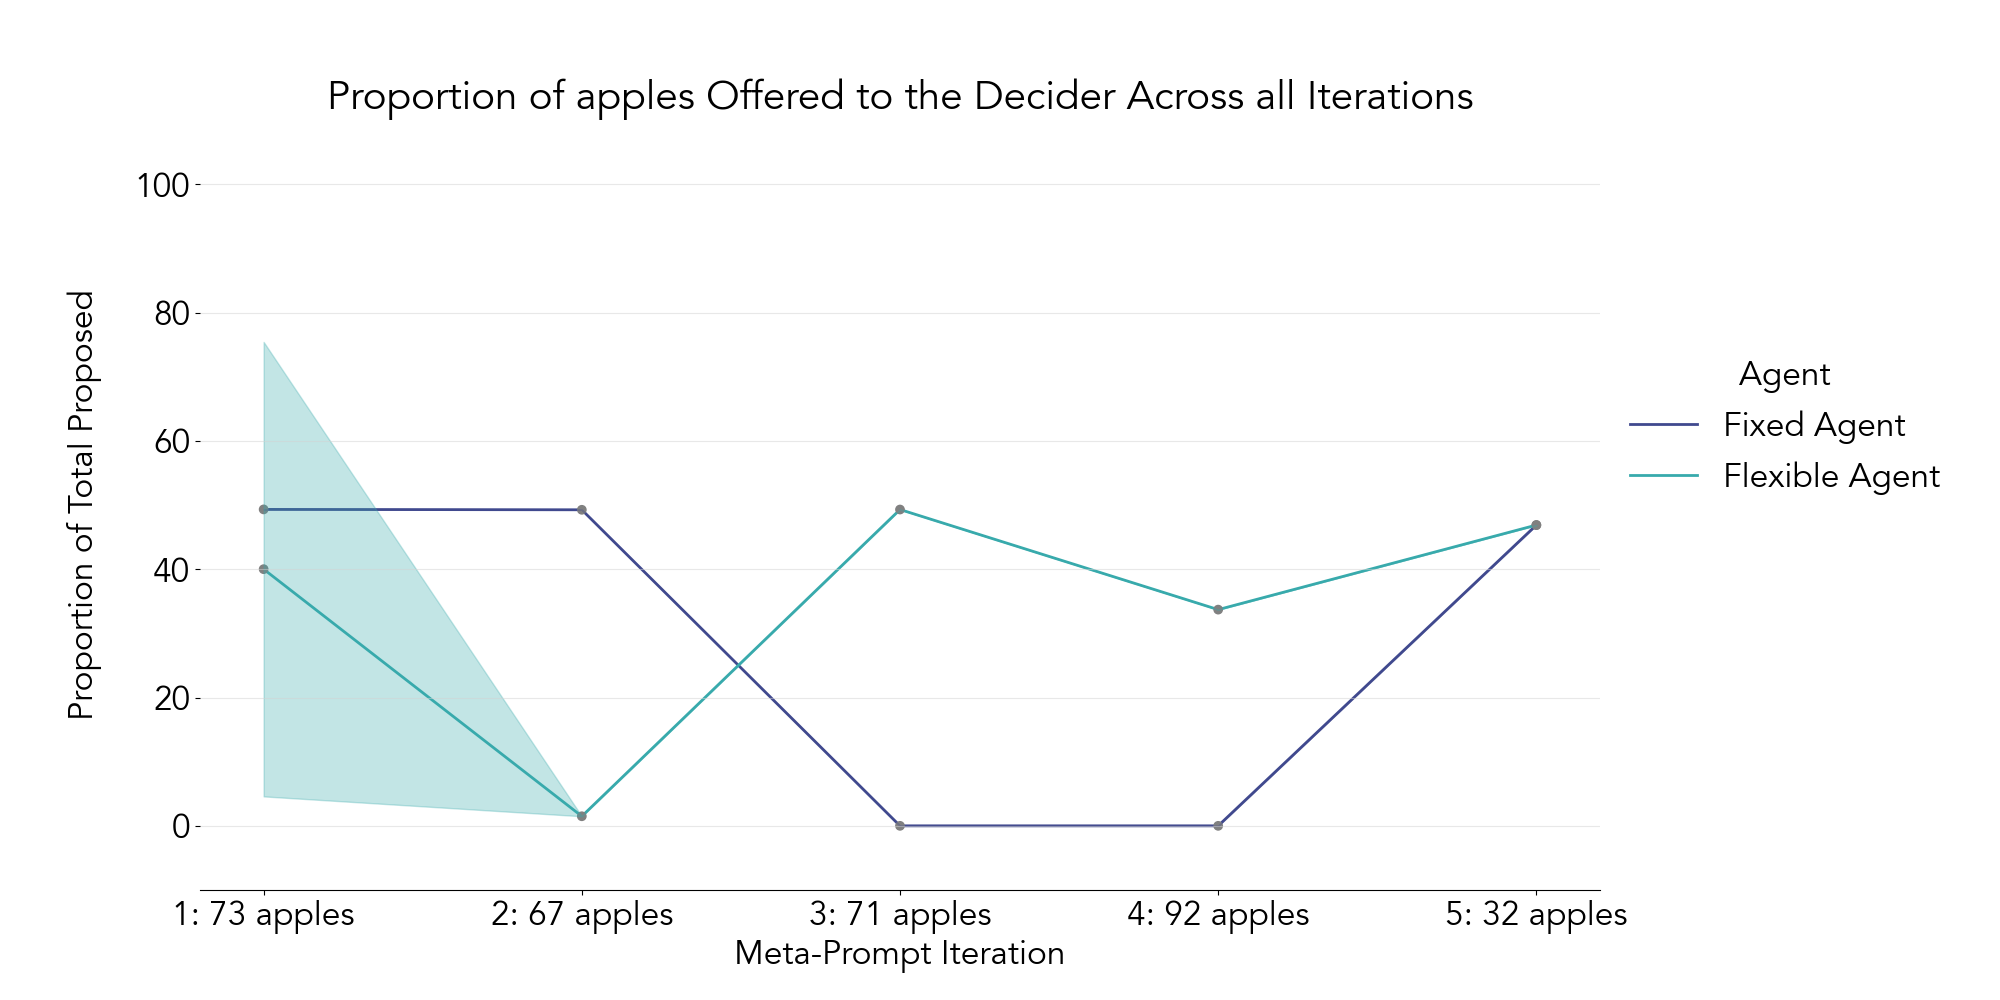 Proportion of apples Offered to the Decider Across all Iterations
100
80
60
40
20
0
Proportion of Total Proposed
1: 73 apples
2: 67 apples
3: 71 apples
4: 92 apples
5: 32 apples
Meta-Prompt Iteration
Agent
Fixed Agent
Flexible Agent